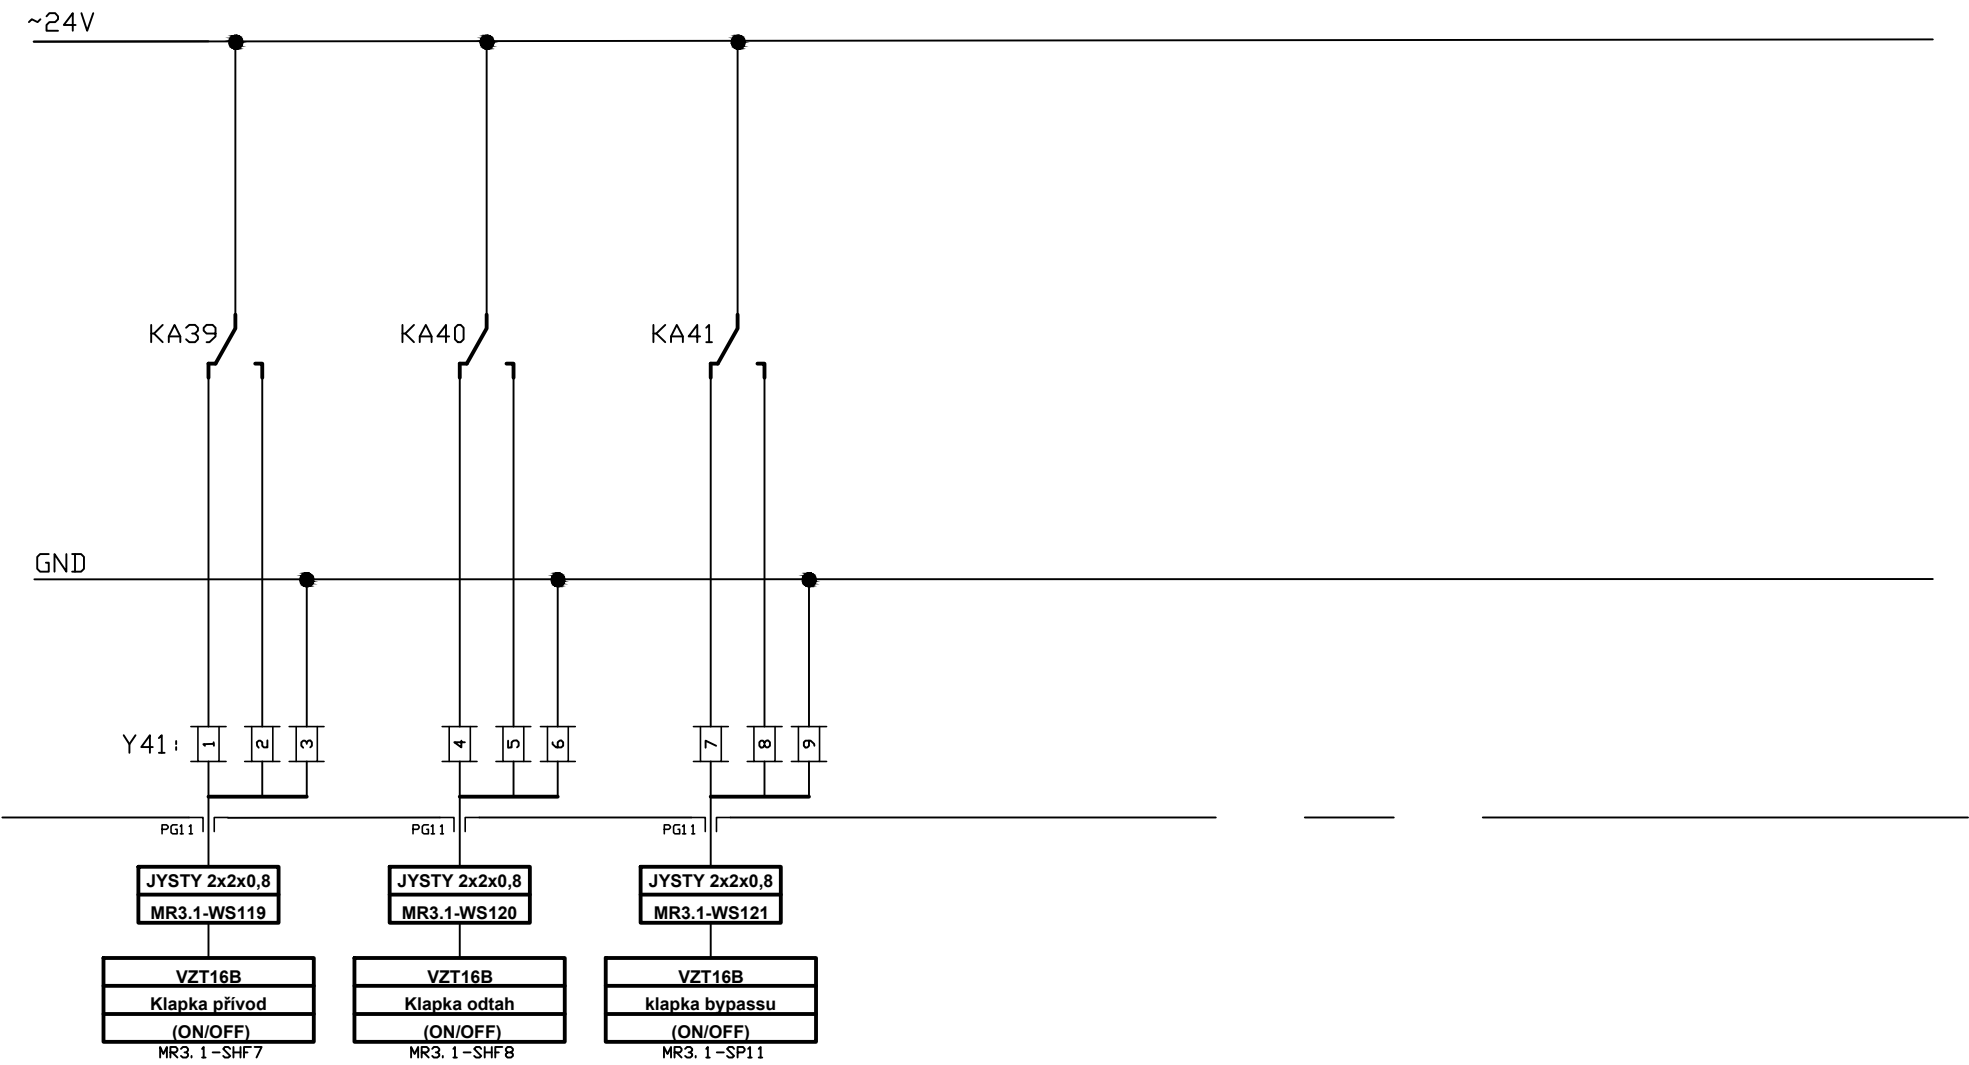 ~24V
KA39 KA40 KA41
GND
Y41: 1 2 3 4 5 6 7 8 9
PG11 PG11 PG11
JYSTY 2x2x0,8 JYSTY 2x2x0,8 JYSTY 2x2x0,8
MR3.1-WS119 MR3.1-WS120 MR3.1-WS121
VZT16B VZT16B VZT16B
Klapka přívod Klapka odtah klapka bypassu
(ON/OFF) (ON/OFF) (ON/OFF)
MR3.1-SHF7 MR3.1-SHF8 MR3.1-SP11